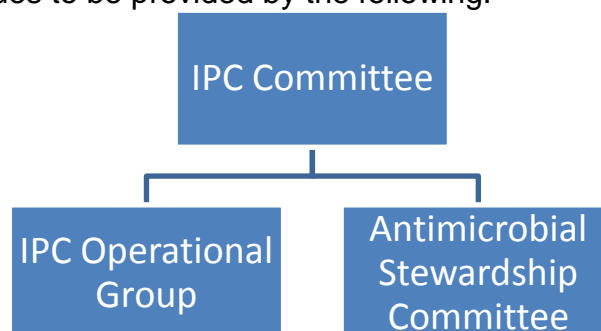 to be provided by the following:
IPC Committee
IPC Operational
Group
Antimicrobial
Stewardship
Committee